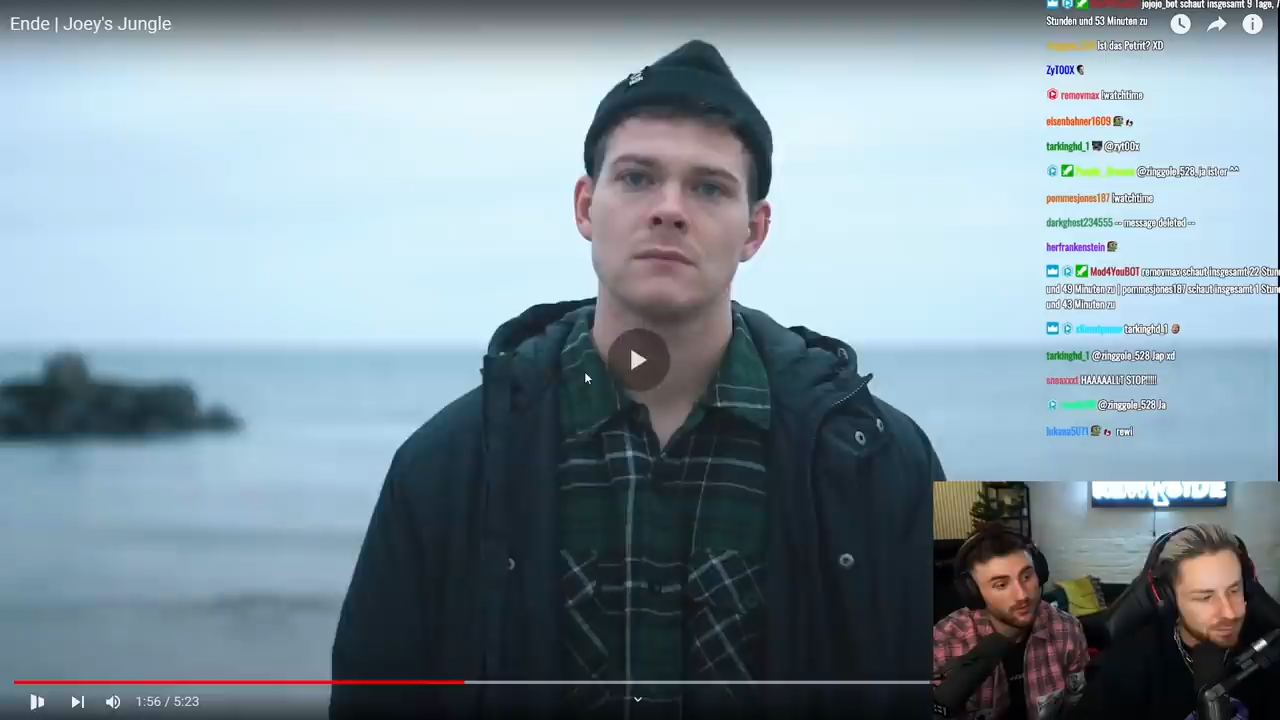 Ende | Joey's Jungle
jojojo_bot schaut insgesamt 9 Tage, 
Stunden und 53 Minuten zu
Ist das Petrit? XD
ZyT00X
removmax !watchtime
eisenbahner1609
tarkinghd_1 @zyt00x
@zinggole_528, ja ist er ^^
pommesjones187 !watchtime
darkghost234555 -- message deleted --
herfrankenstein
Mod4YouBOT removmax schaut insgesamt 22 Stun
und 49 Minuten zu | pommesjones187 schaut insgesamt 1 Stun
und 43 Minuten zu
tarkinghd_1
tarkinghd_1 @zinggole_528 Jap xd
HAAAAALLT STOP!!!!!
@zinggole_528 Ja
lukasa5071 rewi
1:56 / 5:23